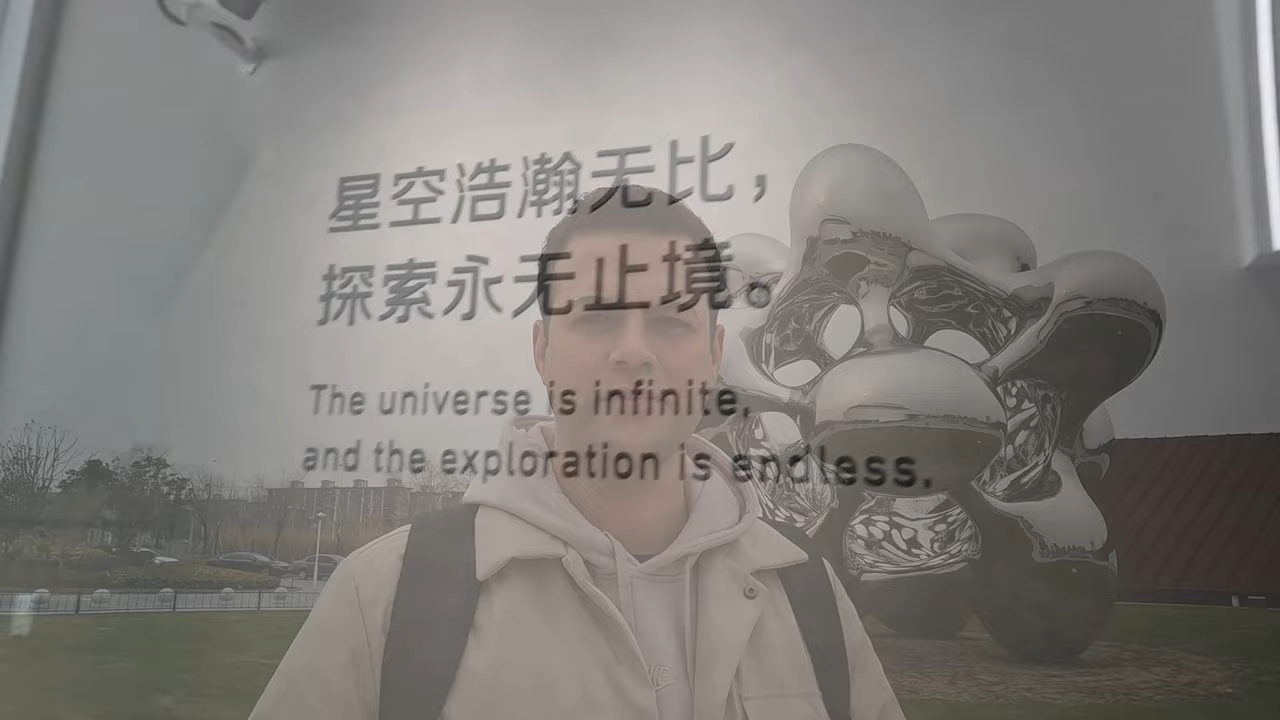 星空浩瀚无比，
探索永无止境。
The universe is infinite,
and the exploration is endless.